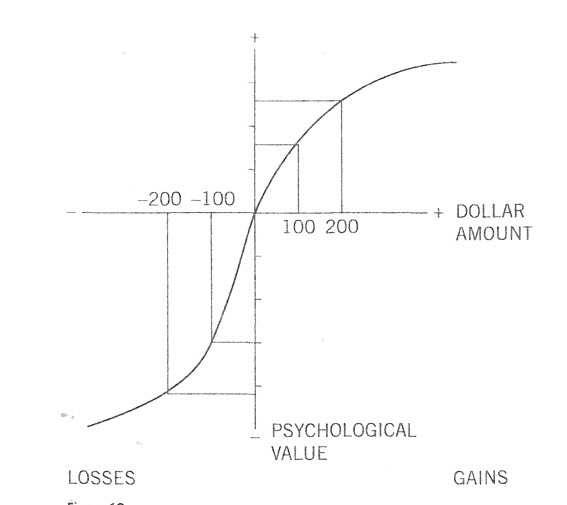 +
-200 -100
- + DOLLAR
100 200 AMOUNT
- PSYCHOLOGICAL
VALUE
LOSSES GAINS